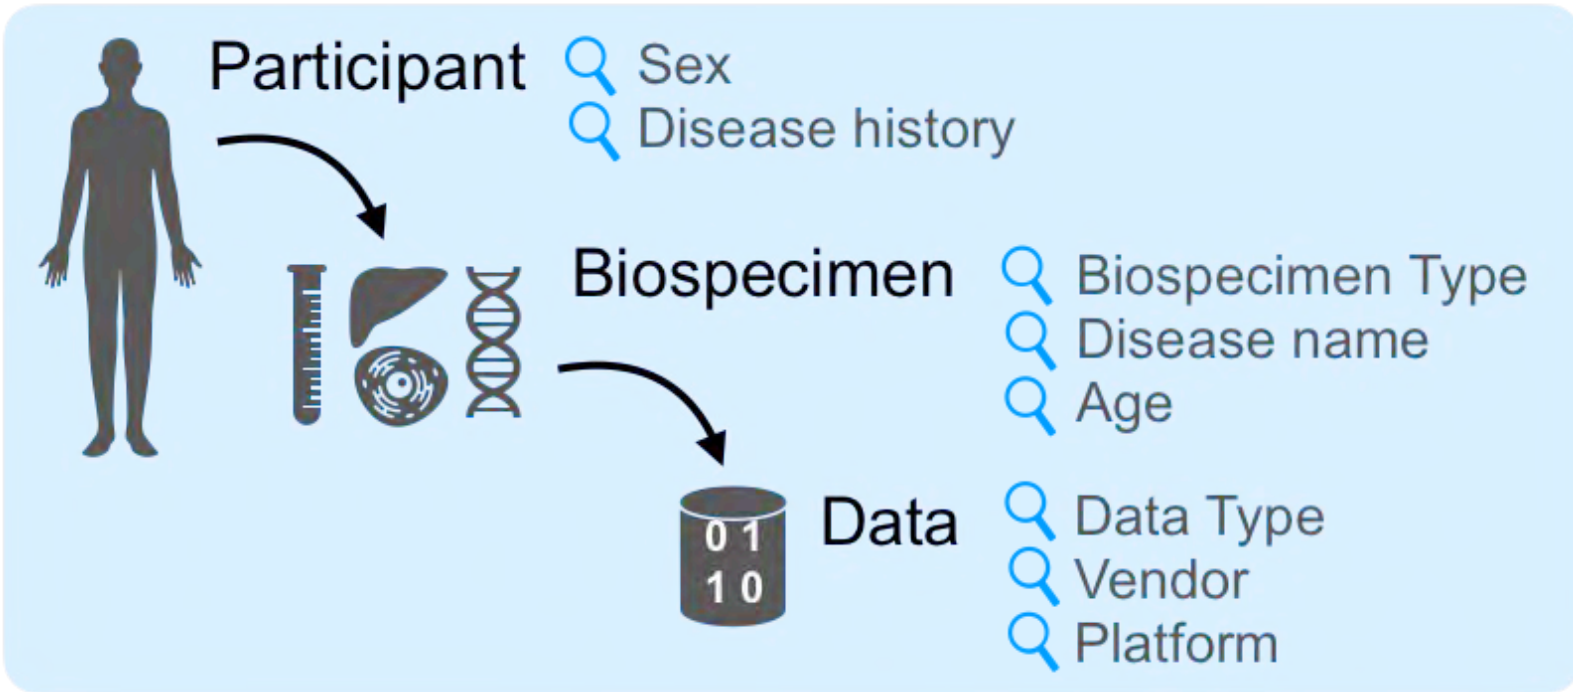 Participant
Sex
Disease history
Biospecimen
Biospecimen Type
Disease name
Age
Data
0 1
1 0
Data Type
Vendor
Platform